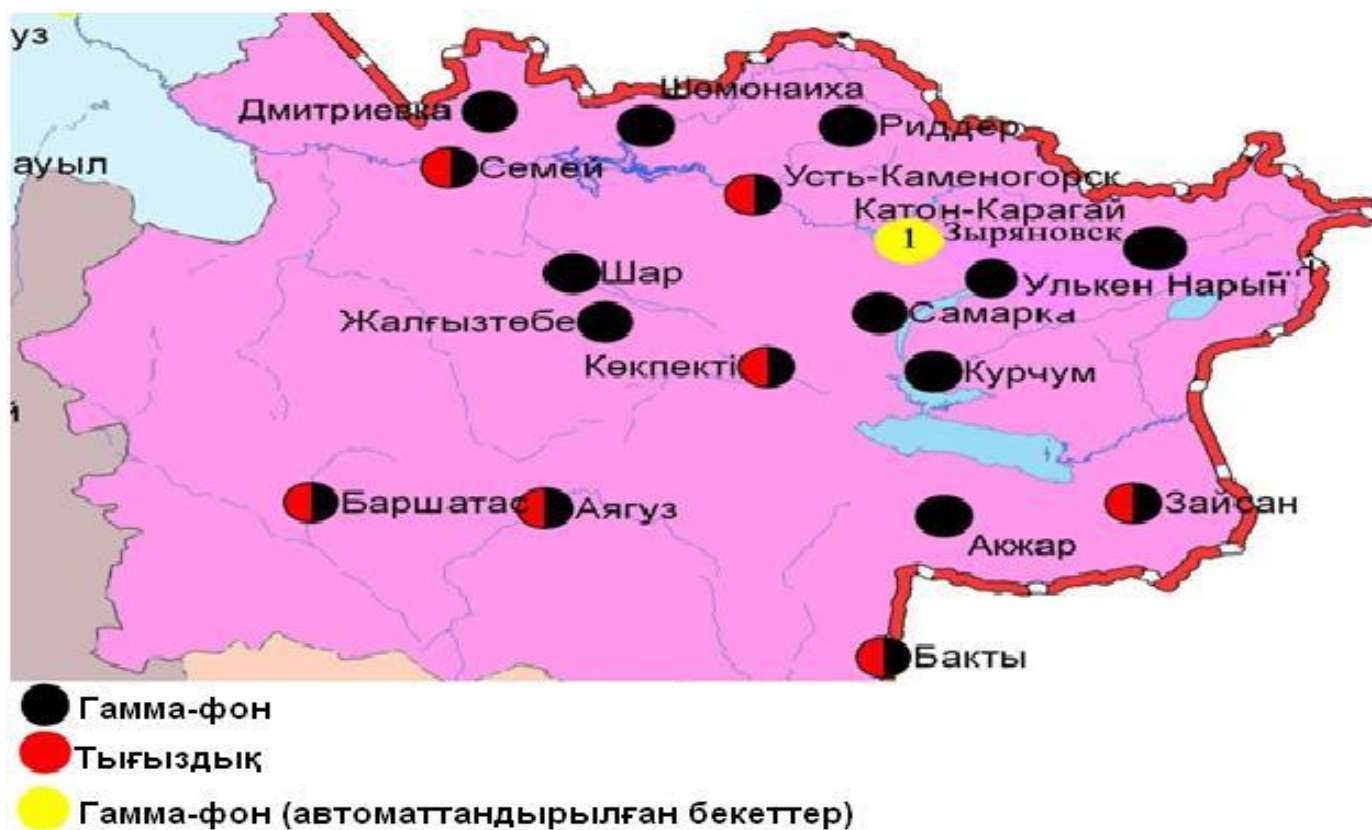 уз
Шемонаиха
Дмитриевка
Риддер
ауыл
Семей
Усть-Каменогорск
Катон-Карагай
1
Зыряновск
Шар
Улькен Нарын
Жалғызтөбе
Самарка
Көкпекті
Курчум
й
Баршатас
Аягуз
Зайсан
Акжар
Бакты
Гамма-фон
Тығыздық
Гамма-фон (автоматтандырылған бекеттер)